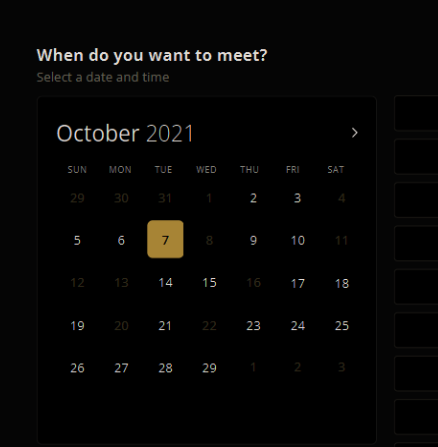 When do you want to meet?
Select a date and time
October 2021 >
SUN MON TUE WED THU FRI SAT
29 30 31 1 2 3 4
5 6 7 8 9 10 11
12 13 14 15 16 17 18
19 20 21 22 23 24 25
26 27 28 29 1 2 3